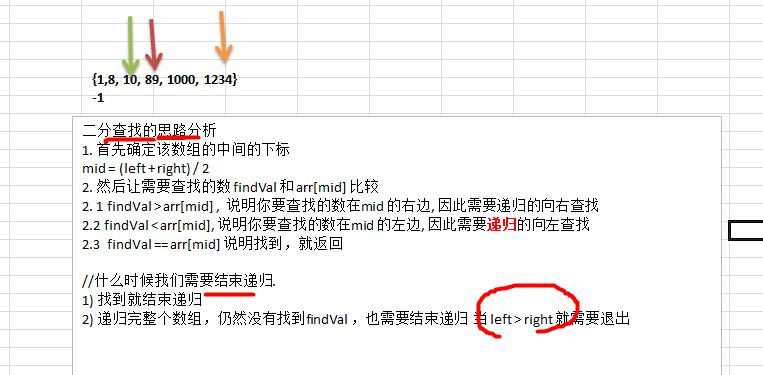 {1,8, 10, 89, 1000, 1234}
-1
二分查找的思路分析
1. 首先确定该数组的中间的下标
mid = (left + right) / 2
2. 然后让需要查找的数 findVal 和 arr[mid] 比较
2. 1 findVal > arr[mid] , 说明你要查找的数在mid 的右边, 因此需要递归的向右查找
2.2 findVal < arr[mid], 说明你要查找的数在mid 的左边, 因此需要递归的向左查找
2.3 findVal == arr[mid] 说明找到，就返回
//什么时候我们需要结束递归.
1) 找到就结束递归
2) 递归完整个数组，仍然没有找到findVal ，也需要结束递归 当 left > right 就需要退出